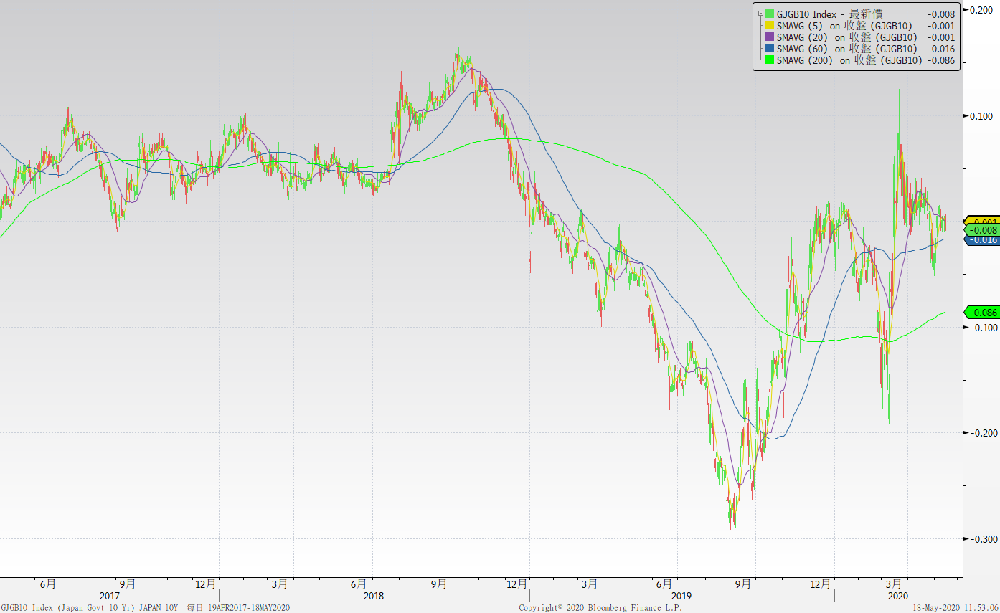 GJGB10 Index - 最新價 -0.008
SMAVG (5) on 收盤 (GJGB10) -0.001
SMAVG (20) on 收盤 (GJGB10) -0.001
SMAVG (60) on 收盤 (GJGB10) -0.016
SMAVG (200) on 收盤 (GJGB10) -0.086
0.200
0.100
-0.001
-0.008
-0.016
-0.086
-0.100
-0.200
-0.300
6月 9月 12月 3月 6月 9月 12月 3月 6月 9月 12月 3月
2017 2018 2019 2020
GJGB10 Index (Japan Govt 10 Yr) JAPAN 10Y 每日 19APR2017-18MAY2020 Copyright© 2020 Bloomberg Finance L.P. 18-May-2020 11:53:06